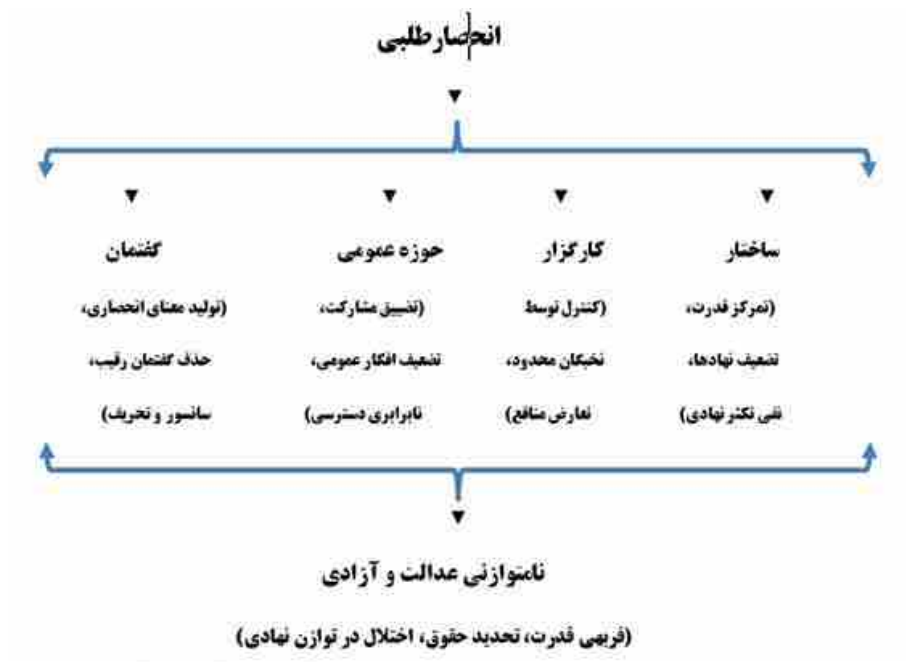 انحصارطلبی
ساختار
(تمرکز قدرت،
تضعیف نهادها،
نفی تکثر نهادی)
کارگزار
(کنترل توسط
نخبگان محدود،
تعارض منافع)
حوزه عمومی
(تضییق مشارکت،
تضعیف افکار عمومی،
نابرابری دسترسی)
گفتمان
(تولید معنای انحصاری،
حذف گفتمان رقیب،
سانسور و تحریف)
نامتوازنی عدالت و آزادی
(فربهی قدرت، تحدید حقوق، اختلال در توازن نهادی)